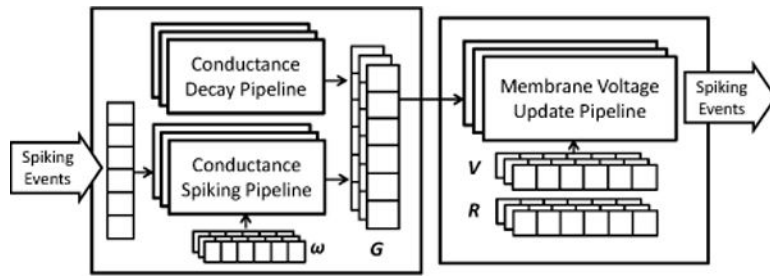 Spiking
Events
Conductance
Decay Pipeline
Conductance
Spiking Pipeline
ω
G
Membrane Voltage
Update Pipeline
V
R
Spiking
Events